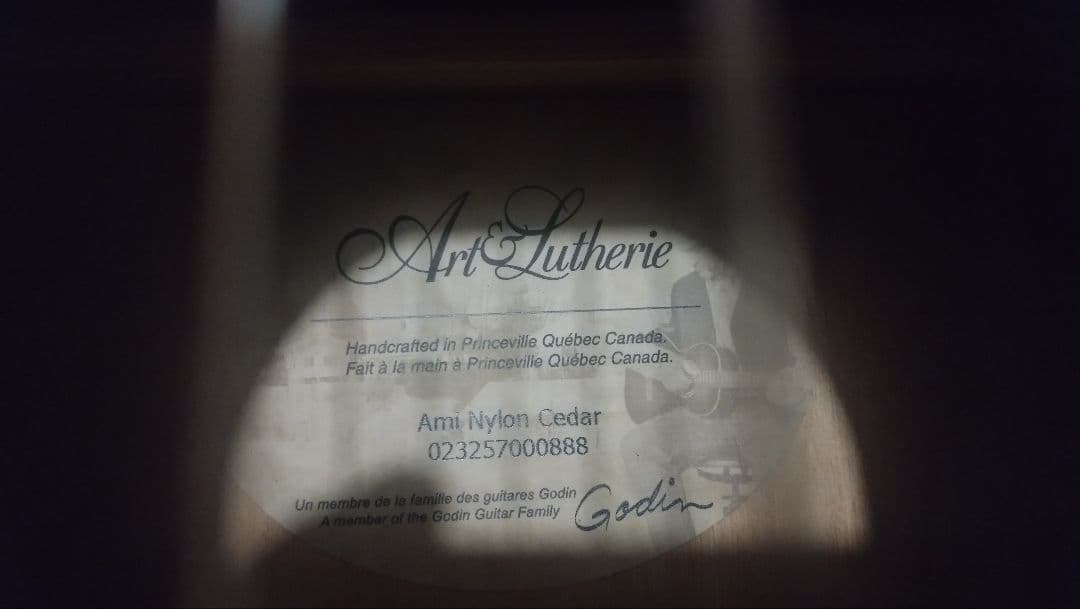 Art & Lutherie
Handcrafted in Princeville Québec Canada.
Fait à la main à Princeville Québec Canada.
Ami Nylon Cedar
023257000888
Un membre de la famille des guitares Godin
A member of the Godin Guitar Family
Godin